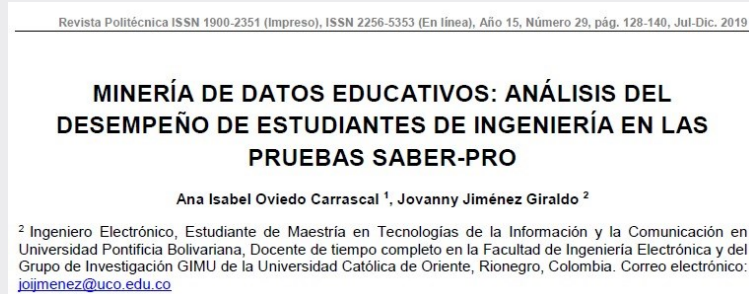 Revista Politécnica ISSN 1900-2351 (Impreso), ISSN 2256-5353 (En línea), Año 15, Número 29, pág. 128-140, Jul-Dic. 2019
MINERÍA DE DATOS EDUCATIVOS: ANÁLISIS DEL
DESEMPEÑO DE ESTUDIANTES DE INGENIERÍA EN LAS
PRUEBAS SABER-PRO
Ana Isabel Oviedo Carrascal ¹, Jovanny Jiménez Giraldo ²
² Ingeniero Electrónico, Estudiante de Maestría en Tecnologías de la Información y la Comunicación en
Universidad Pontificia Bolivariana, Docente de tiempo completo en la Facultad de Ingeniería Electrónica y del
Grupo de Investigación GIMU de la Universidad Católica de Oriente, Rionegro, Colombia. Correo electrónico:
joijmenez@uco.edu.co